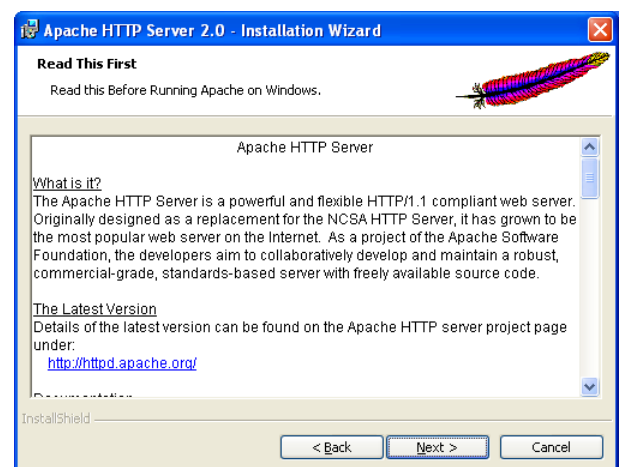 Apache HTTP Server 2.0 - Installation Wizard
Read This First
Read this Before Running Apache on Windows.
Apache HTTP Server
What is it?
The Apache HTTP Server is a powerful and flexible HTTP/1.1 compliant web server.
Originally designed as a replacement for the NCSA HTTP Server, it has grown to be
the most popular web server on the Internet.  As a project of the Apache Software
Foundation, the developers aim to collaboratively develop and maintain a robust,
commercial-grade, standards-based server with freely available source code.
The Latest Version
Details of the latest version can be found on the Apache HTTP server project page
under:
http://httpd.apache.org/
Documentation
InstallShield
< Back
Next >
Cancel